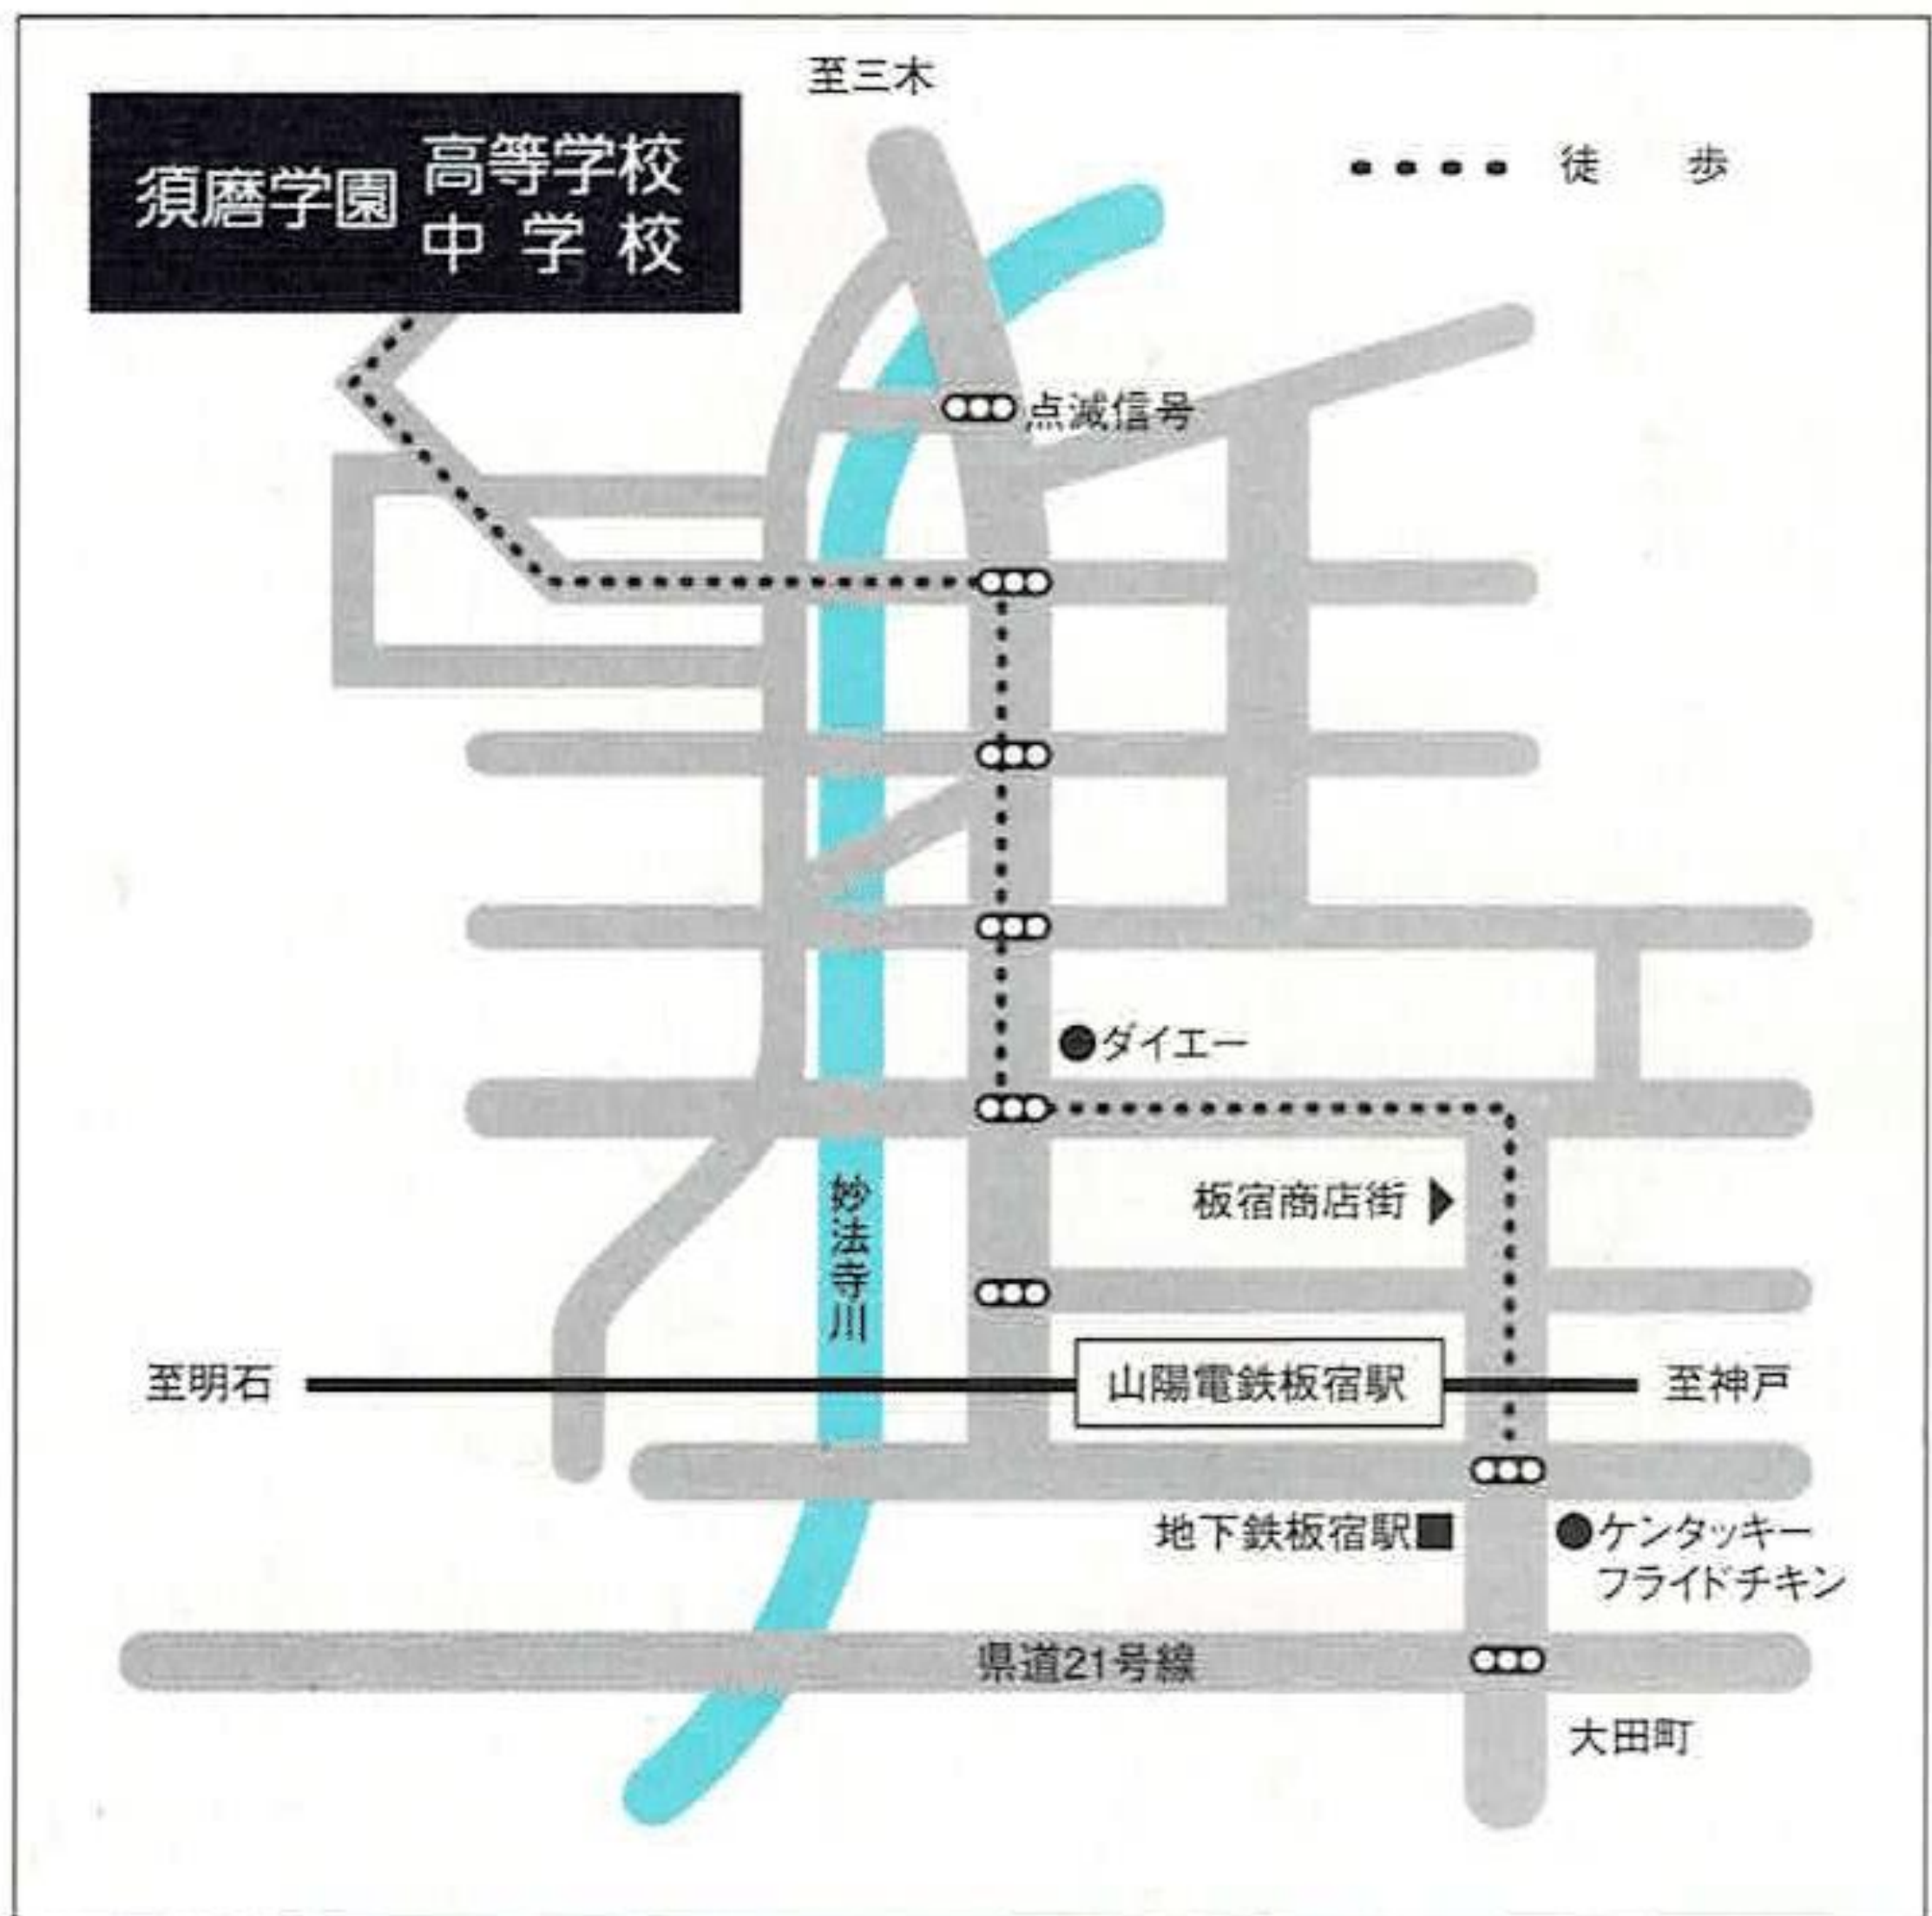 至三木
須磨学園 高等学校
中学校
徒 歩
点滅信号
ダイエー
板宿商店街
妙法寺川
至明石
山陽電鉄板宿駅
至神戸
地下鉄板宿駅
ケンタッキー
フライドチキン
県道21号線
大田町